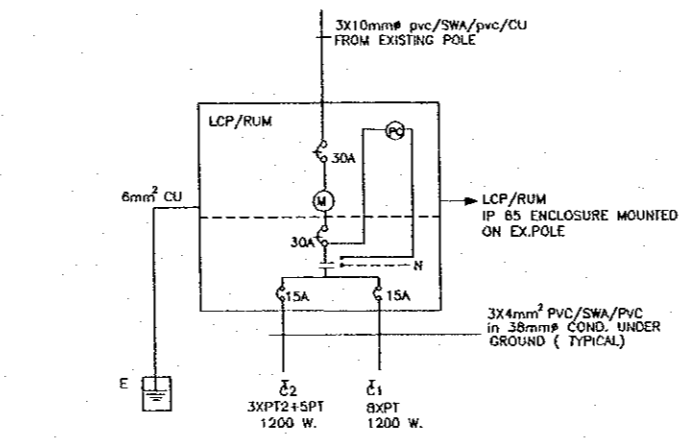 3X10mmø pvc/SWA/pvc/CU
FROM EXISTING POLE
LCP/RUM
PC
30A
6mm² CU
M
LCP/RUM
IP 65 ENCLOSURE MOUNTED
ON EX.POLE
30A
N
15A
15A
3X4mm² PVC/SWA/PVC
in 38mmø COND. UNDER
GROUND ( TYPICAL)
E
C2
C1
3XPT2+5PT
8XPT
1200 W.
1200 W.